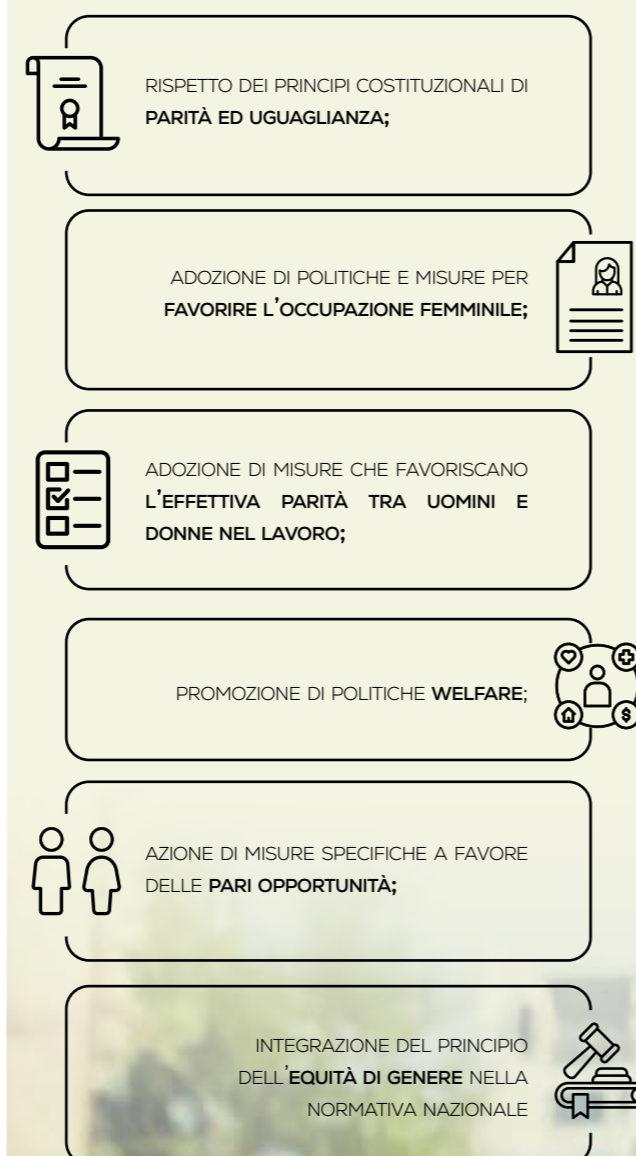 RISPETTO DEI PRINCIPI COSTITUZIONALI DI
PARITÀ ED UGUAGLIANZA;
ADOZIONE DI POLITICHE E MISURE PER
FAVORIRE L'OCCUPAZIONE FEMMINILE;
ADOZIONE DI MISURE CHE FAVORISCANO
L'EFFETTIVA PARITÀ TRA UOMINI E
DONNE NEL LAVORO;
PROMOZIONE DI POLITICHE WELFARE;
AZIONE DI MISURE SPECIFICHE A FAVORE
DELLE PARI OPPORTUNITÀ;
INTEGRAZIONE DEL PRINCIPIO
DELL'EQUITÀ DI GENERE NELLA
NORMATIVA NAZIONALE